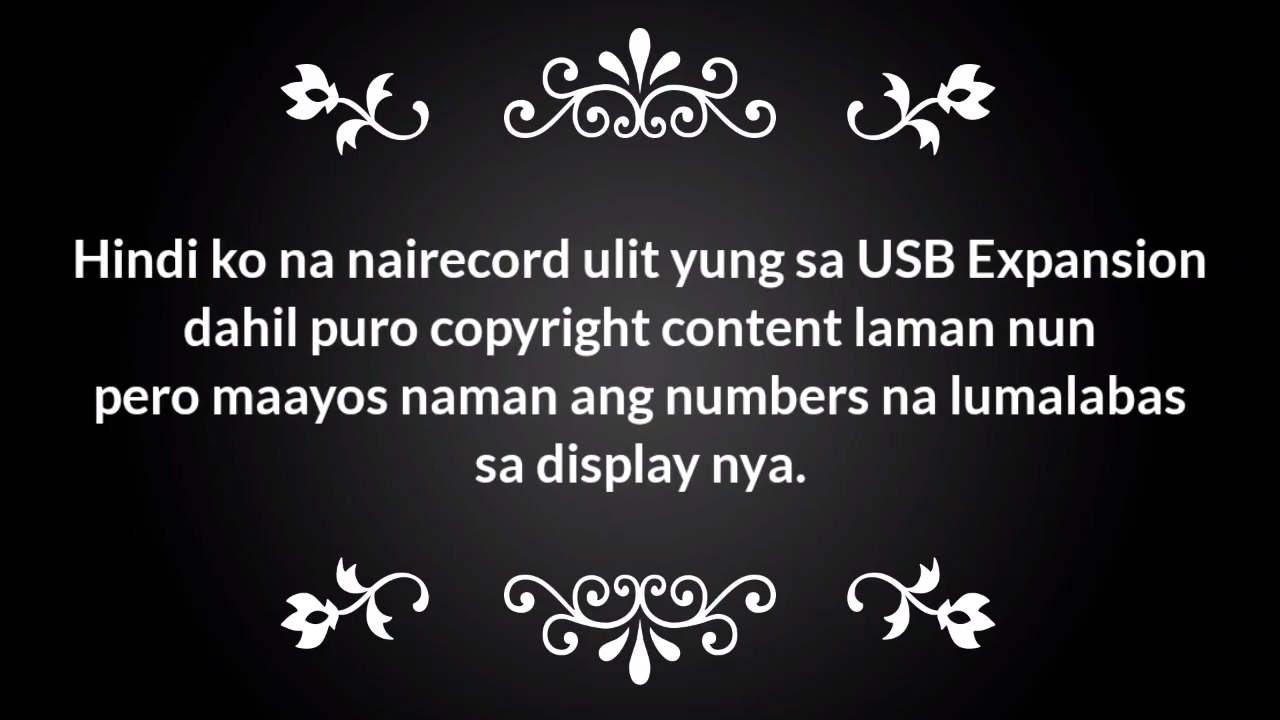 Hindi ko na nairecord ulit yung sa USB Expansion
dahil puro copyright content laman nun
pero maayos naman ang numbers na lumalabas
sa display nya.